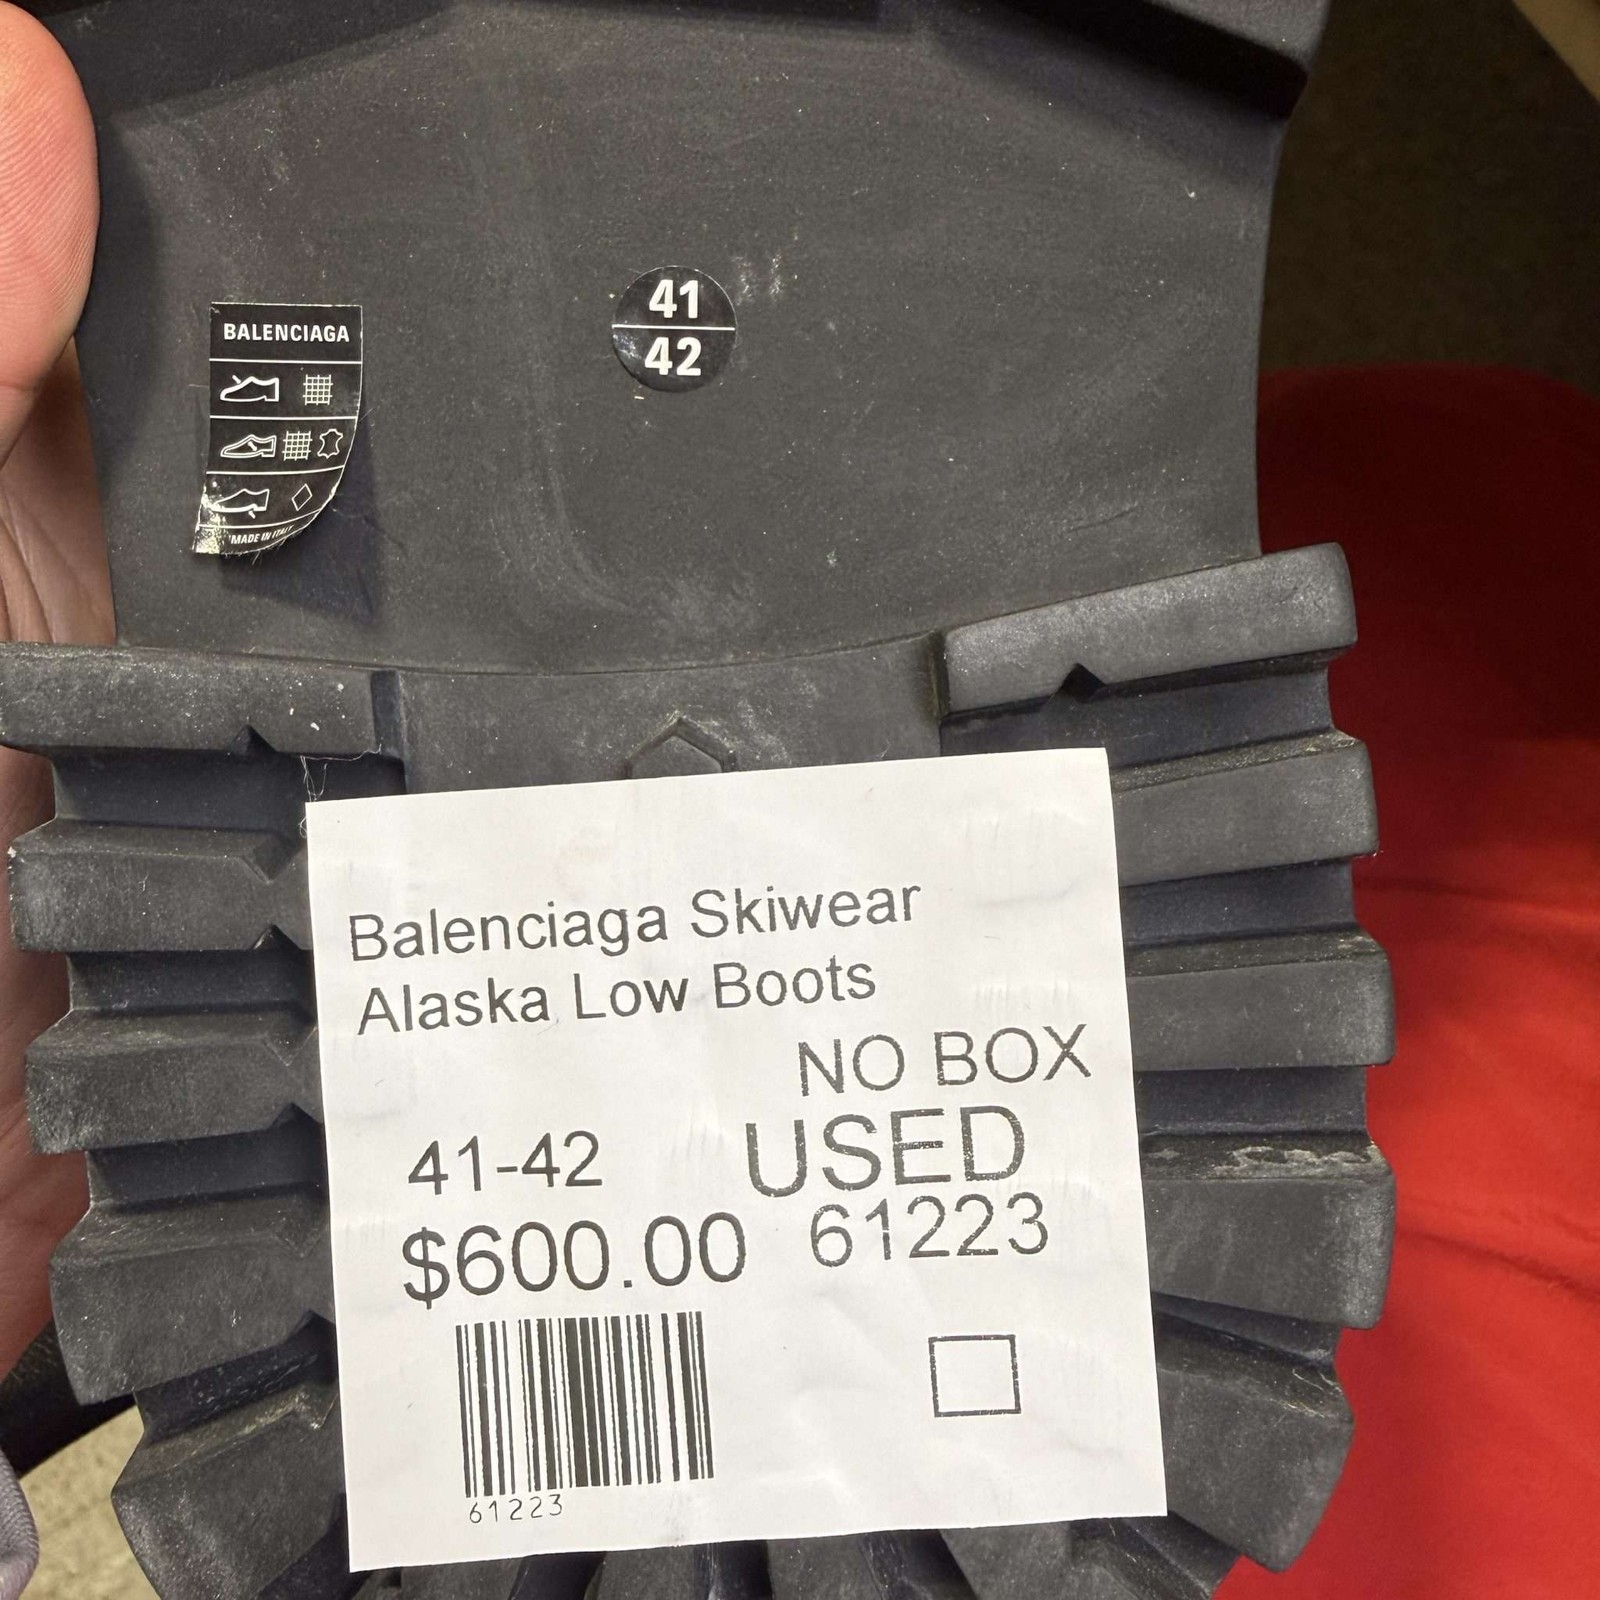 BALENCIAGA
MADE IN ITALY
41
42
Balenciaga Skiwear
Alaska Low Boots
NO BOX
41-42 USED
$600.00 61223
61223